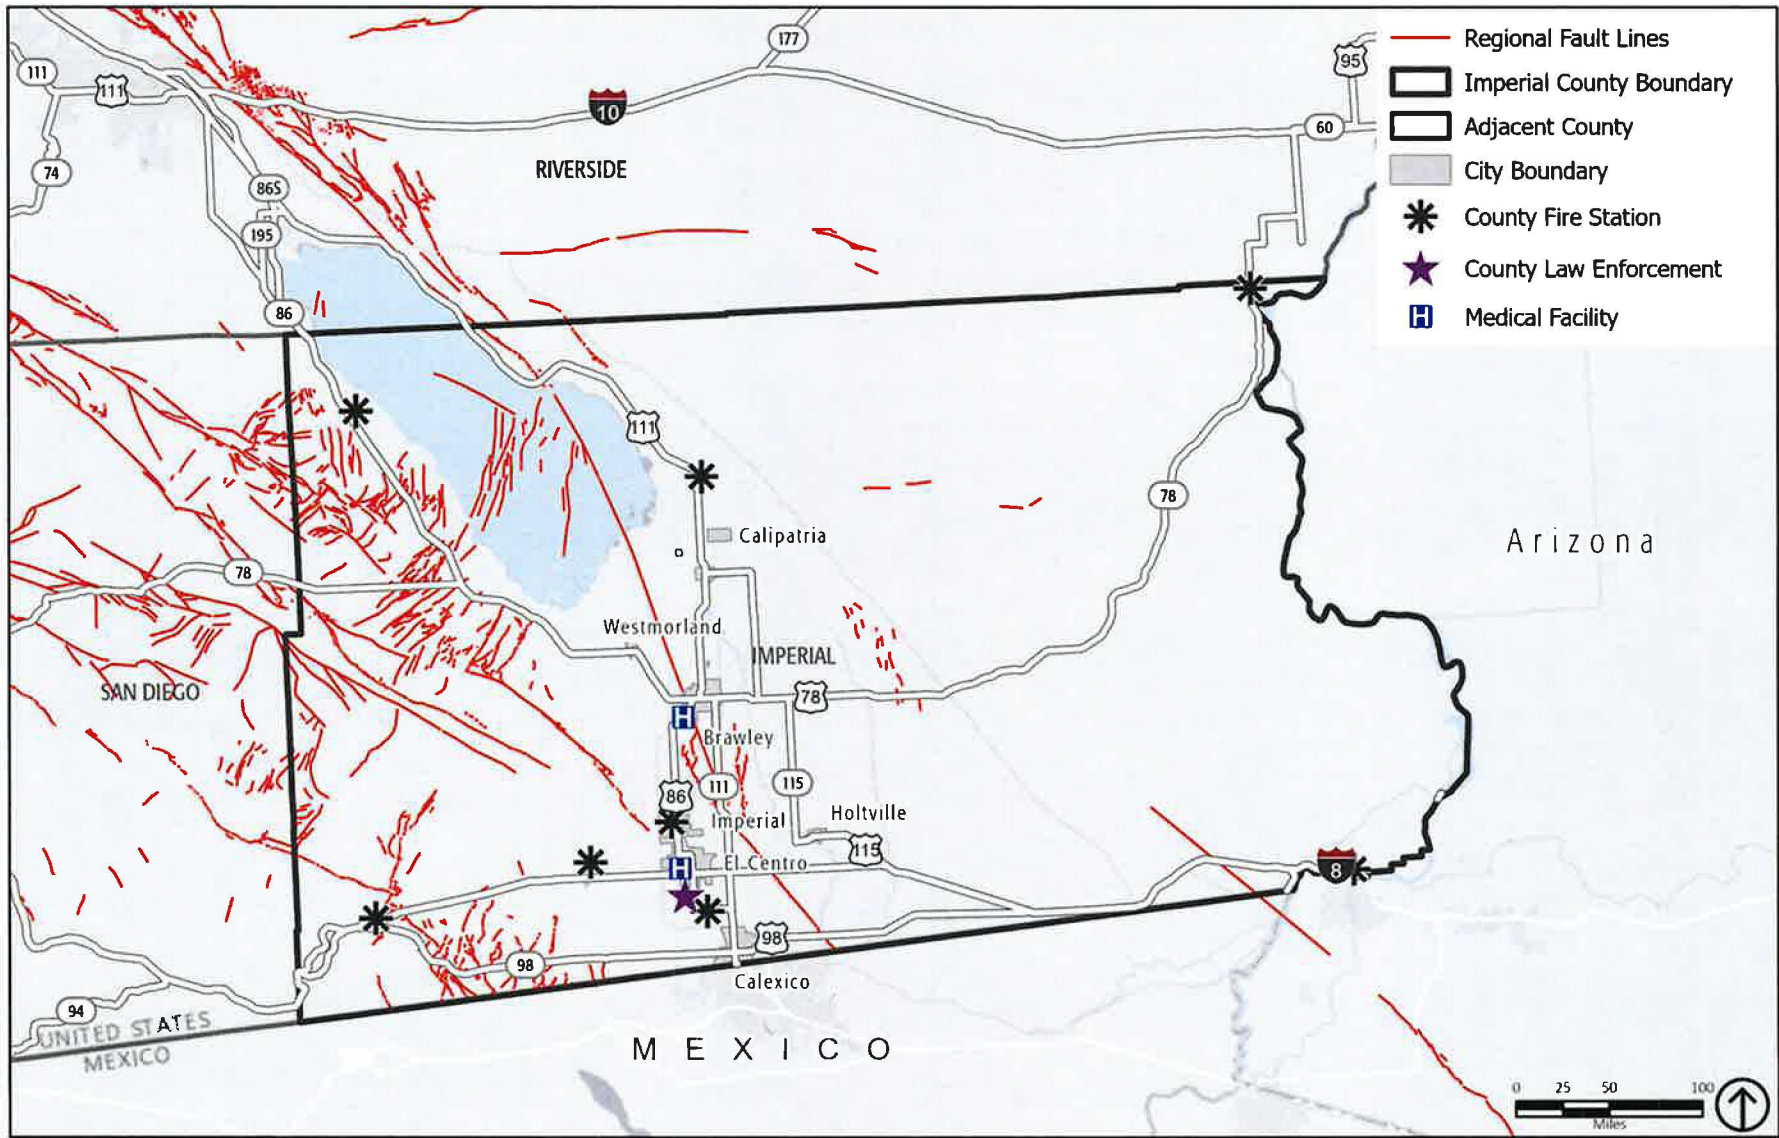 177
111
111
10
95
60
74
RIVERSIDE
86S
195
86
Regional Fault Lines
Imperial County Boundary
Adjacent County
City Boundary
County Fire Station
County Law Enforcement
Medical Facility
111
78
Calipatria
Arizona
78
Westmorland
IMPERIAL
SAN DIEGO
78
H
Brawley
111
115
86
Imperial
Holtville
115
H
El Centro
8
98
98
Calexico
94
UNITED STATES
MEXICO
MEXICO
0 25 50 100
Miles